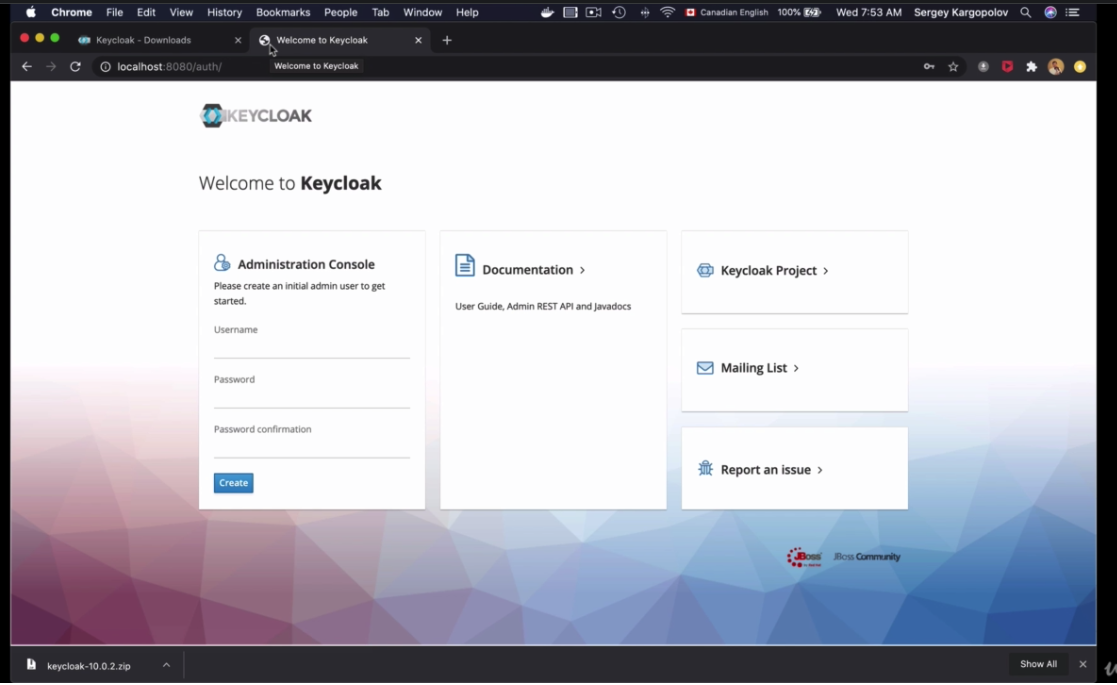 Chrome File Edit View History Bookmarks People Tab Window Help Canadian English 100% Wed 7:53 AM Sergey Kargopolov
Keycloak - Downloads Welcome to Keycloak
localhost:8080/auth/
Welcome to Keycloak
KEYCLOAK
Welcome to Keycloak
Administration Console
Please create an initial admin user to get
started.
Username
Password
Password confirmation
Create
Documentation
User Guide, Admin REST API and Javadocs
Keycloak Project
Mailing List
Report an issue
JBoss JBoss Community
keycloak-10.0.2.zip Show All